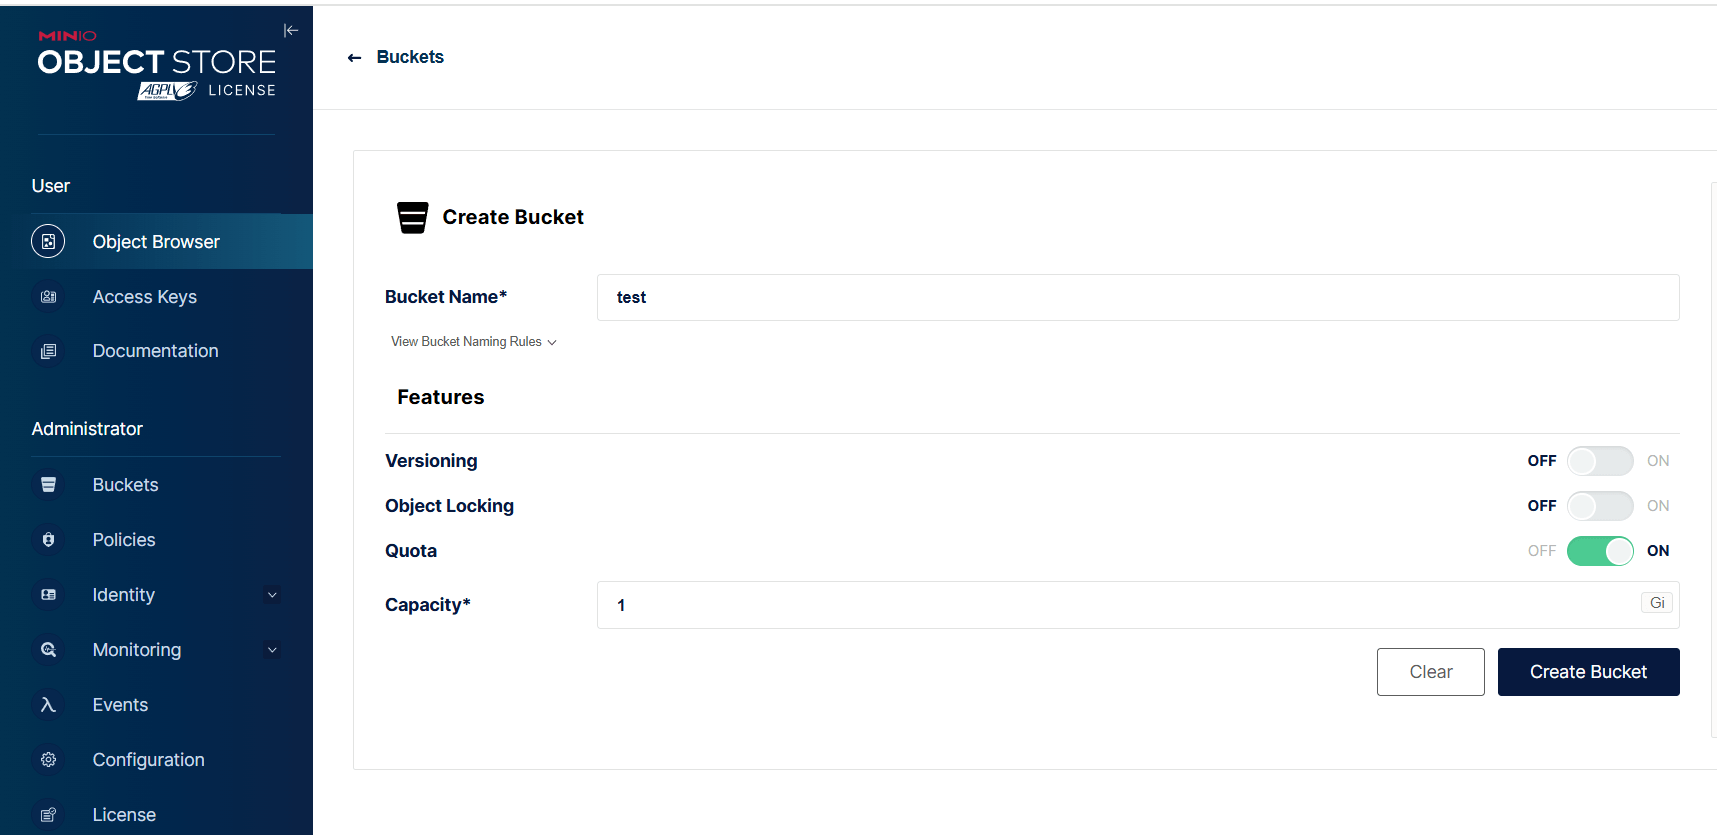 MINIO
OBJECT STORE
AGPLv3 LICENSE
User
Object Browser
Access Keys
Documentation
Administrator
Buckets
Policies
Identity
Monitoring
Events
Configuration
License
Buckets
Create Bucket
Bucket Name*
test
View Bucket Naming Rules
Features
Versioning
OFF ON
Object Locking
OFF ON
Quota
OFF ON
Capacity*
1
Gi
Clear
Create Bucket